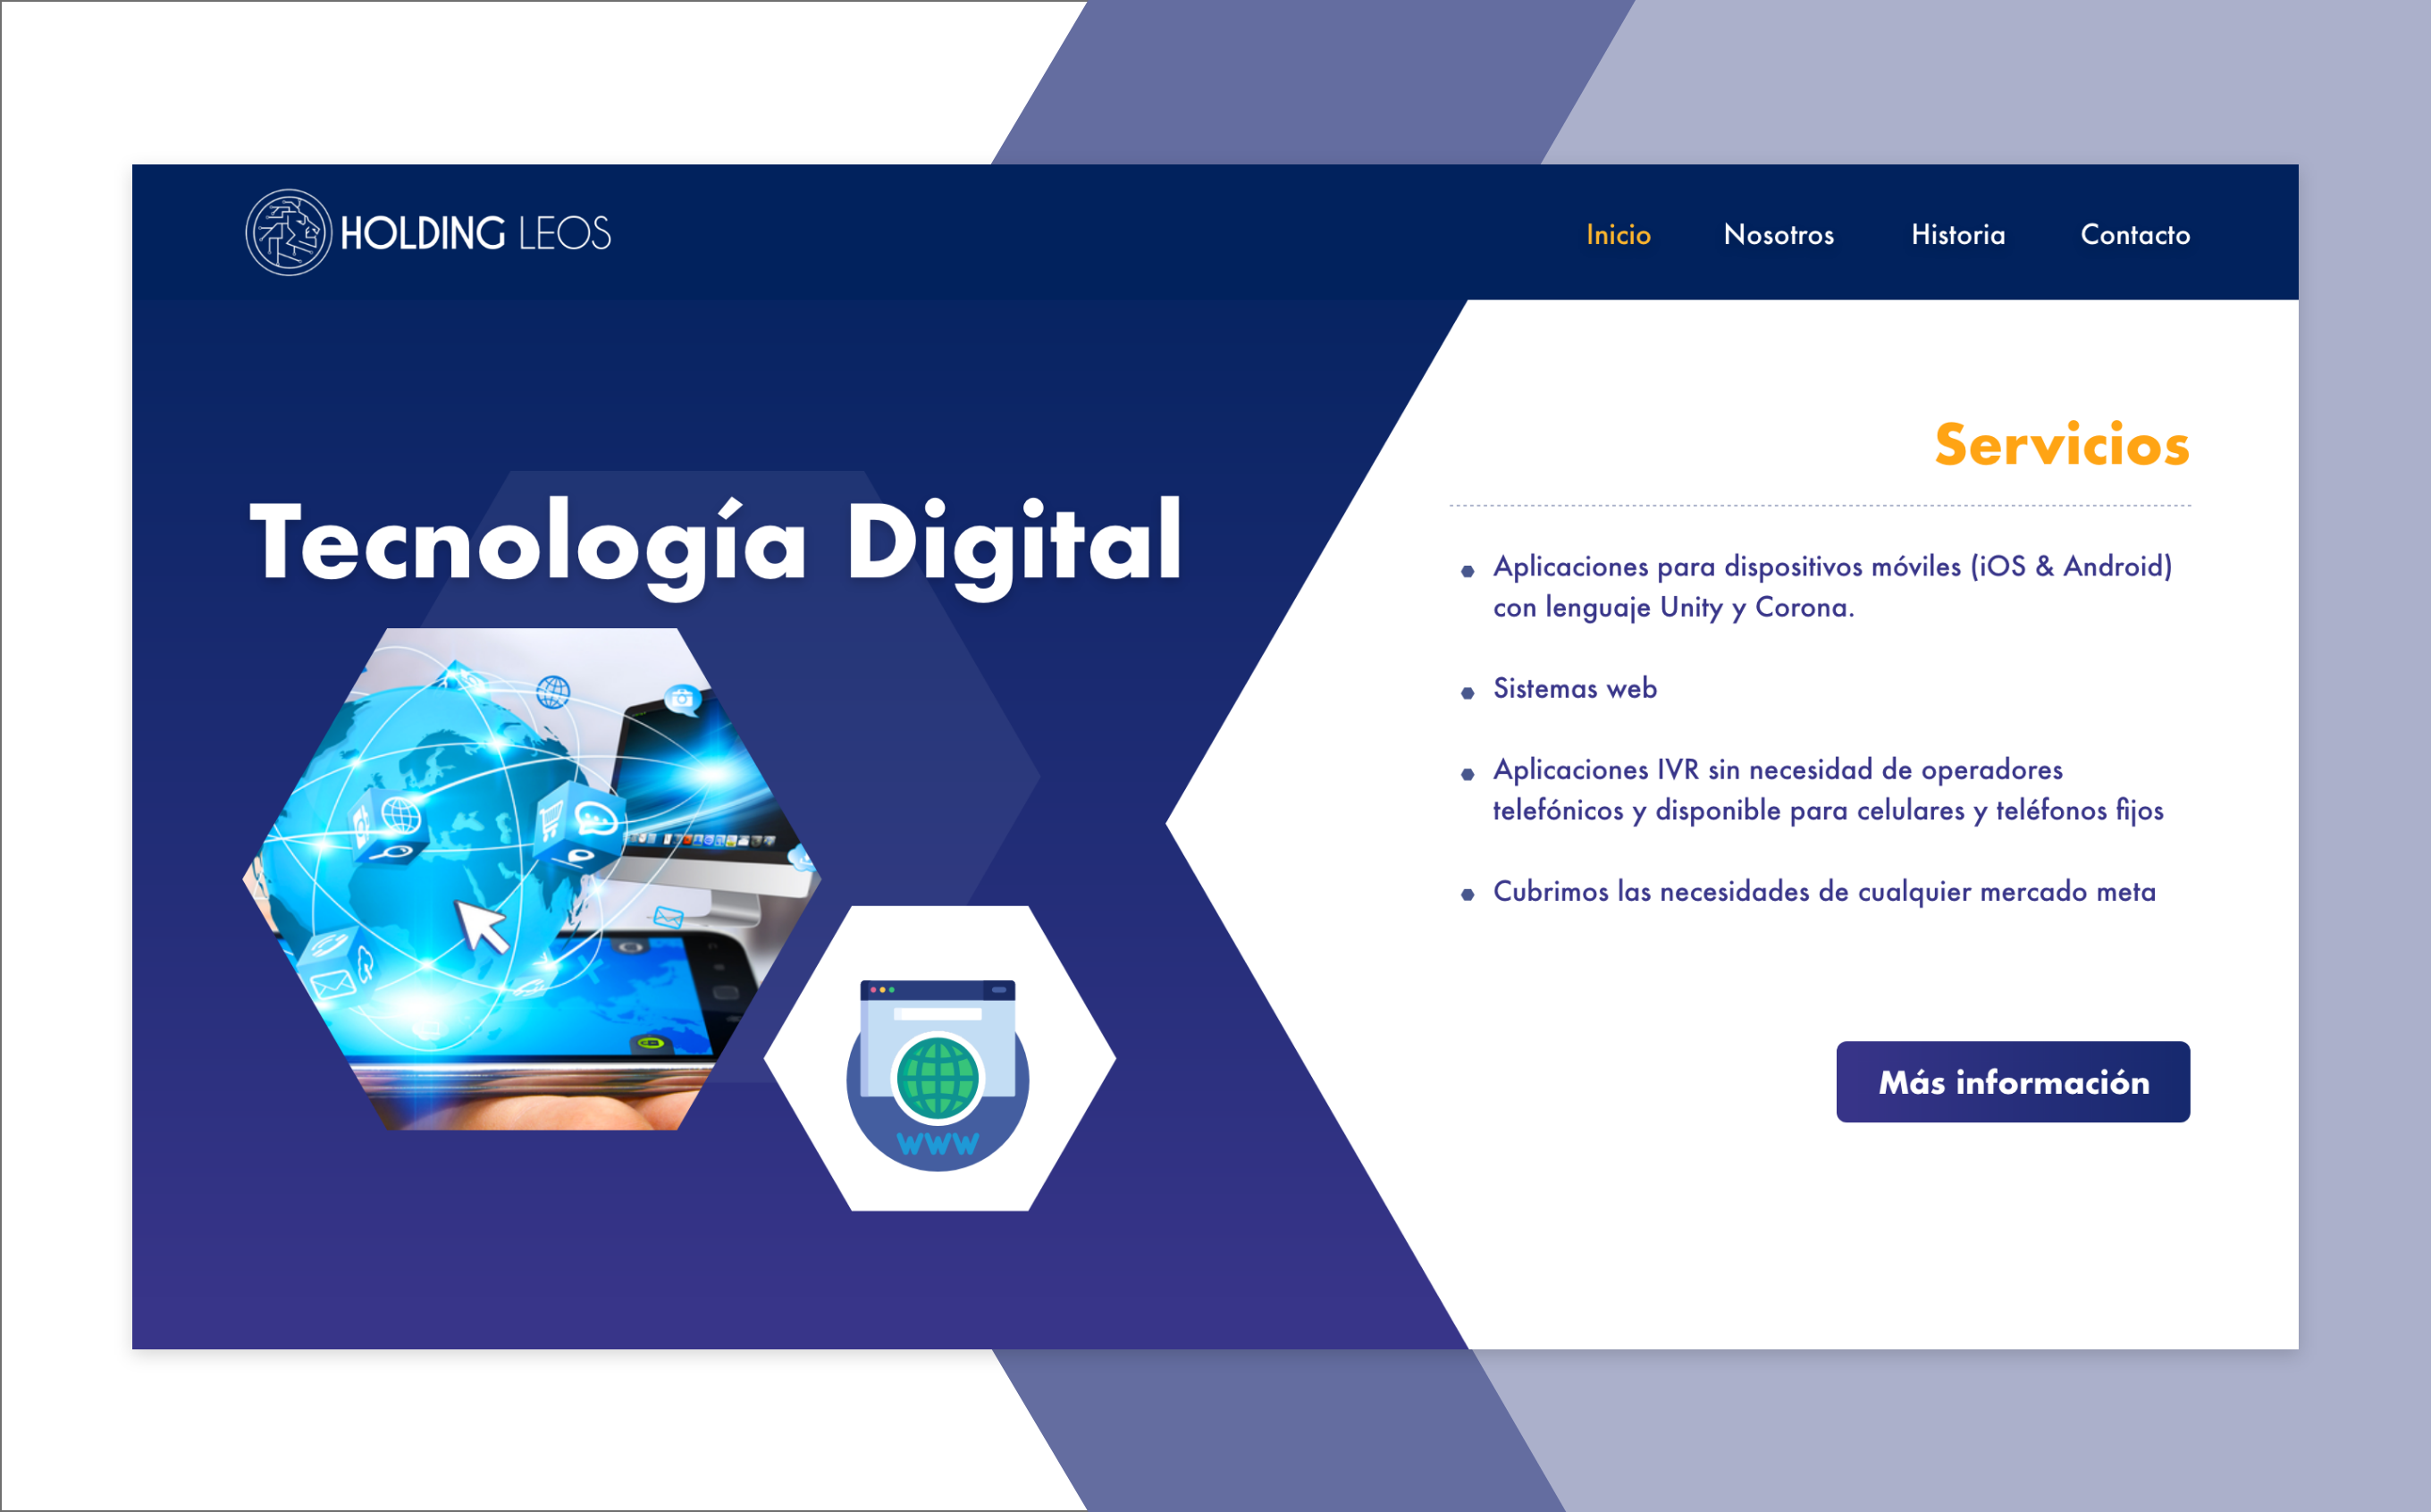 HOLDING LEOS
Inicio
Nosotros
Historia
Contacto
Tecnología Digital
www
Servicios
Aplicaciones para dispositivos móviles (iOS & Android)
con lenguaje Unity y Corona.
Sistemas web
Aplicaciones IVR sin necesidad de operadores
telefónicos y disponible para celulares y teléfonos fijos
Cubrimos las necesidades de cualquier mercado meta
Más información